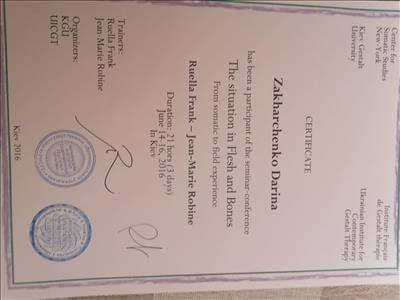 Center for
Somatic Studies
New-York
Institute Français
de Gestalt thérapie
Kiev Gestalt
University
Ukrainian Institute for
Contemporary
Gestalt Therapy
CERTIFICATE
Zakharchenko Darina
has been a participant of the seminar-conference
The situation in Flesh and Bones
From somatic to field experience
Ruella Frank – Jean-Marie Robine
Duration: 21 hors (3 days)
June 14-16, 2016
In Kiev
Trainers:
Ruella Frank
Jean-Marie Robine
Organizers:
KGU
UICGT
Kiev 2016